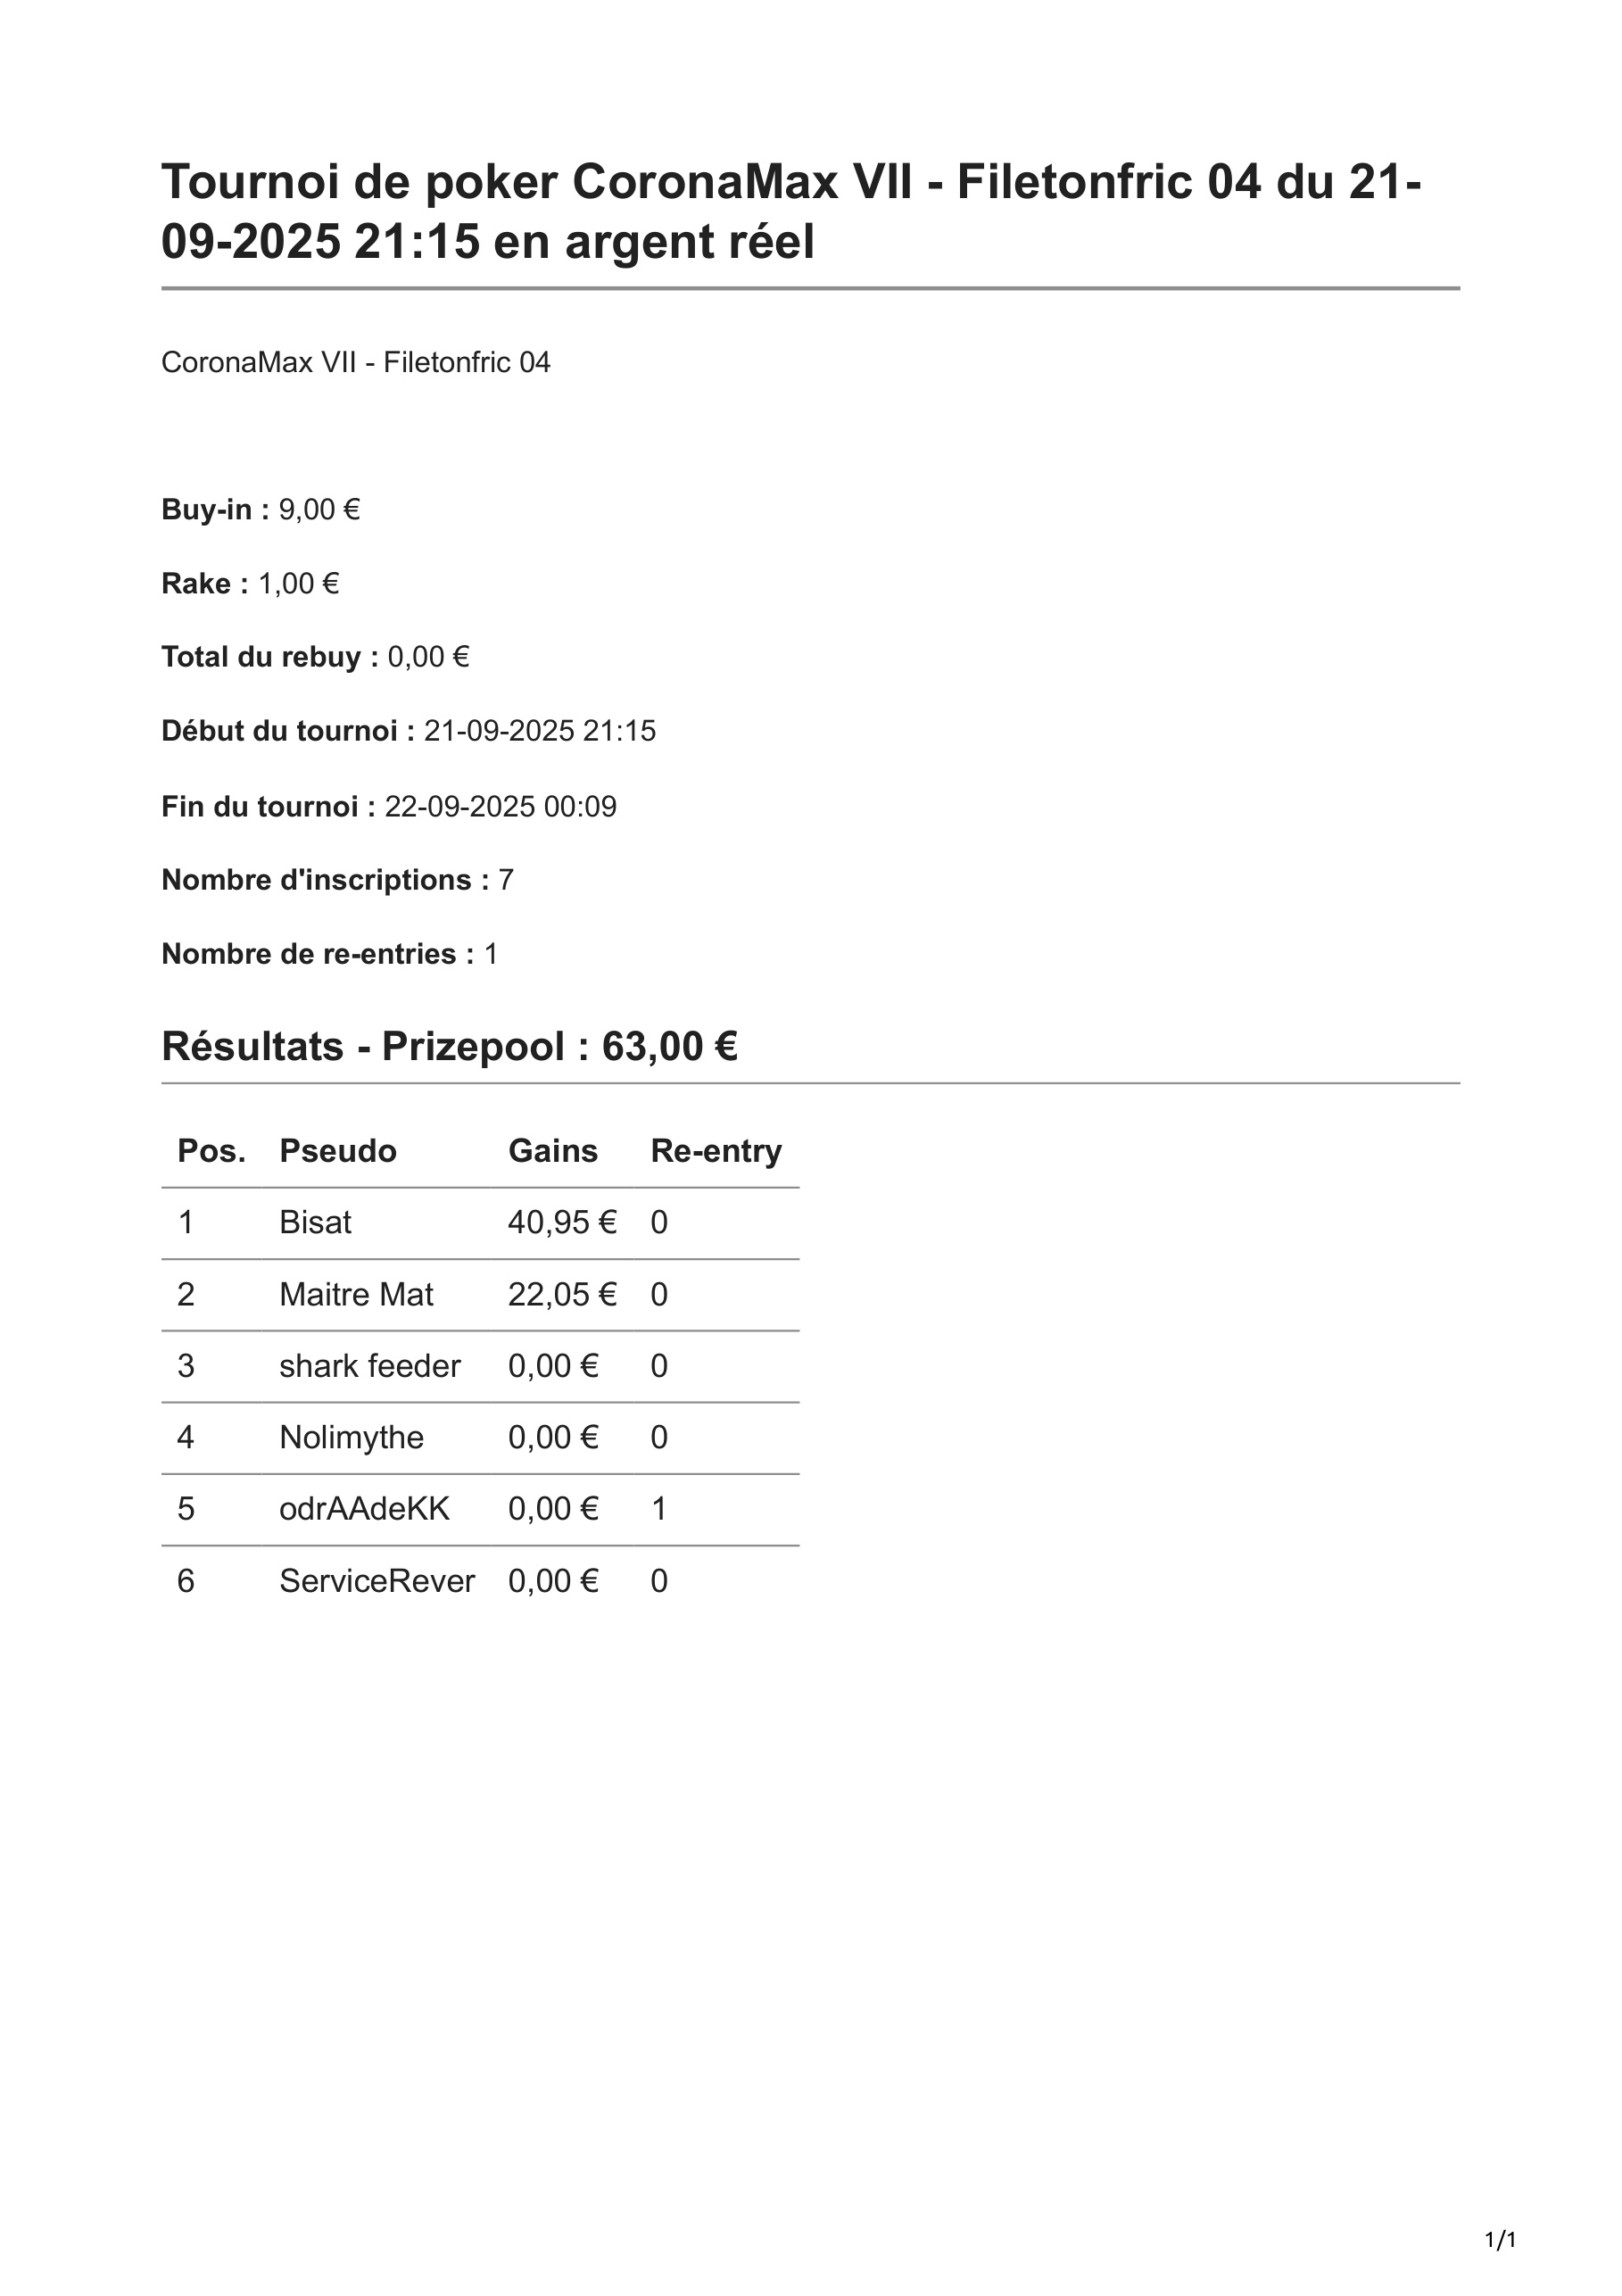 Tournoi de poker CoronaMax VII - Filetonfric 04 du 21-
09-2025 21:15 en argent réel
CoronaMax VII - Filetonfric 04
Buy-in : 9,00 €
Rake : 1,00 €
Total du rebuy : 0,00 €
Début du tournoi : 21-09-2025 21:15
Fin du tournoi : 22-09-2025 00:09
Nombre d'inscriptions : 7
Nombre de re-entries : 1
Résultats - Prizepool : 63,00 €
Pos. Pseudo Gains Re-entry
1 Bisat 40,95 € 0
2 Maitre Mat 22,05 € 0
3 shark feeder 0,00 € 0
4 Nolimythe 0,00 € 0
5 odrAAdeKK 0,00 € 1
6 ServiceRever 0,00 € 0
1/1